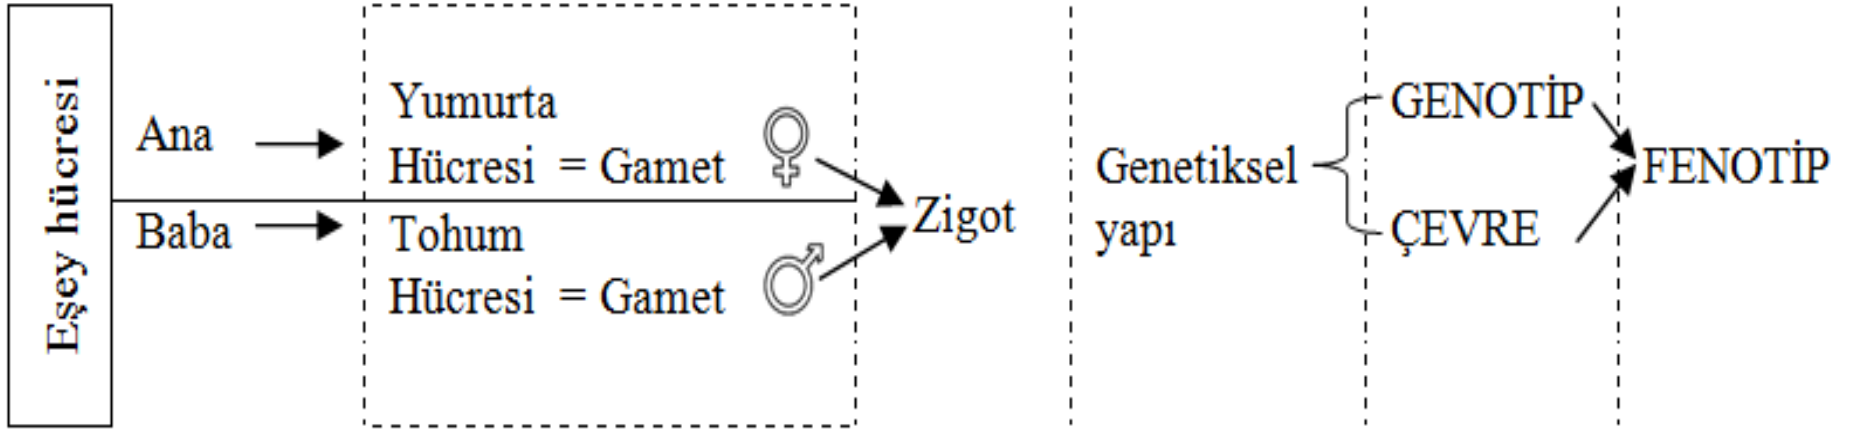 Eşey hücresi
Ana
Yumurta
Hücresi = Gamet
Baba
Tohum
Hücresi = Gamet
Zigot
Genetiksel
yapı
GENOTİP
ÇEVRE
FENOTİP